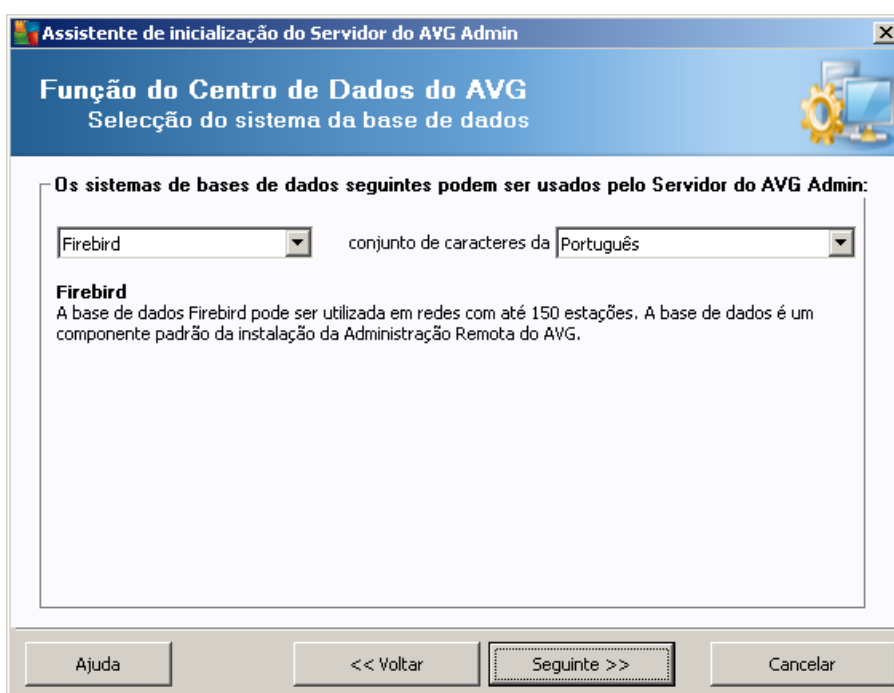 Assistente de inicialização do Servidor do AVG Admin
Função do Centro de Dados do AVG
Selecção do sistema da base de dados
Os sistemas de bases de dados seguintes podem ser usados pelo Servidor do AVG Admin:
Firebird conjunto de caracteres da Português
Firebird
A base de dados Firebird pode ser utilizada em redes com até 150 estações. A base de dados é um
componente padrão da instalação da Administração Remota do AVG.
Ajuda << Voltar Seguinte >> Cancelar